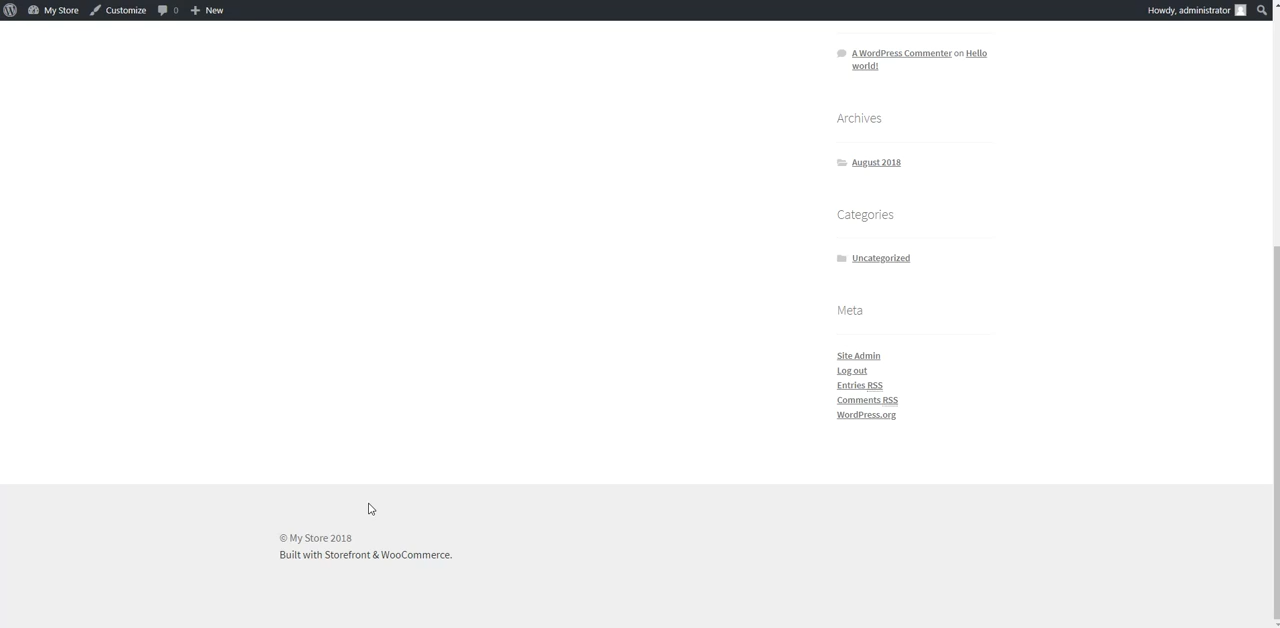 My Store Customize 0 New Howdy, administrator
A WordPress Commenter on Hello
world!
Archives
August 2018
Categories
Uncategorized
Meta
Site Admin
Log out
Entries RSS
Comments RSS
WordPress.org
© My Store 2018
Built with Storefront & WooCommerce.